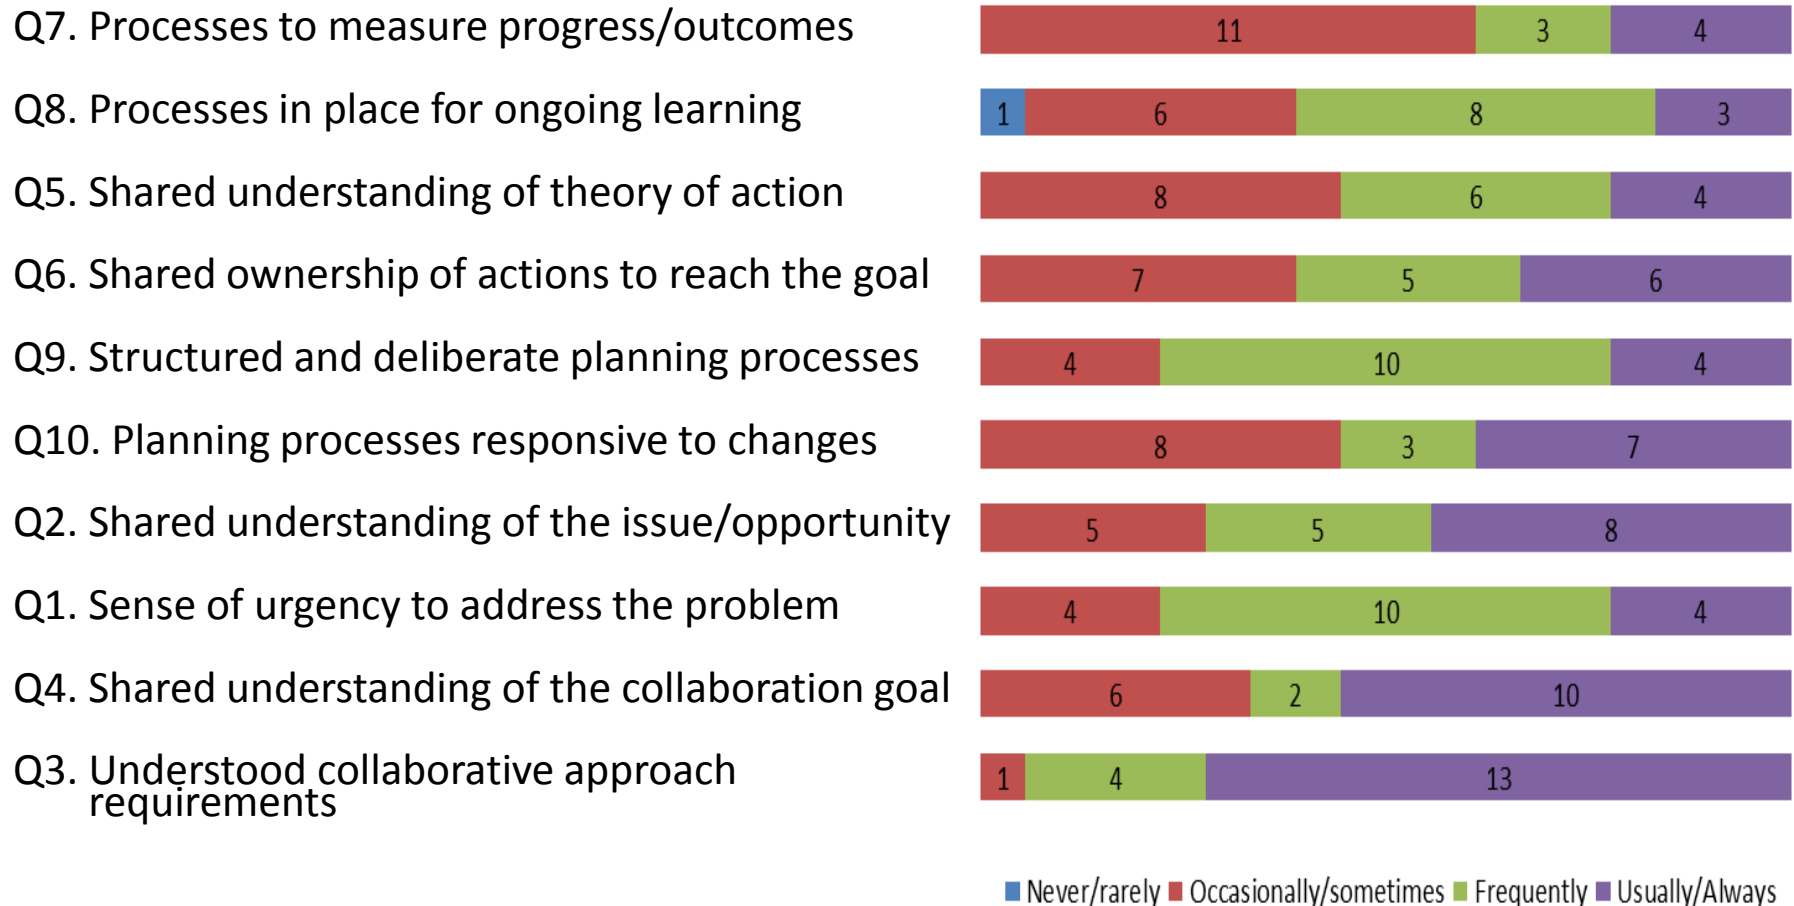 Q7. Processes to measure progress/outcomes 11 3 4
Q8. Processes in place for ongoing learning 1 6 8 3
Q5. Shared understanding of theory of action 8 6 4
Q6. Shared ownership of actions to reach the goal 7 5 6
Q9. Structured and deliberate planning processes 4 10 4
Q10. Planning processes responsive to changes 8 3 7
Q2. Shared understanding of the issue/opportunity 5 5 8
Q1. Sense of urgency to address the problem 4 10 4
Q4. Shared understanding of the collaboration goal 6 2 10
Q3. Understood collaborative approach 1 4 13
requirements
Never/rarely Occasionally/sometimes Frequently Usually/Always